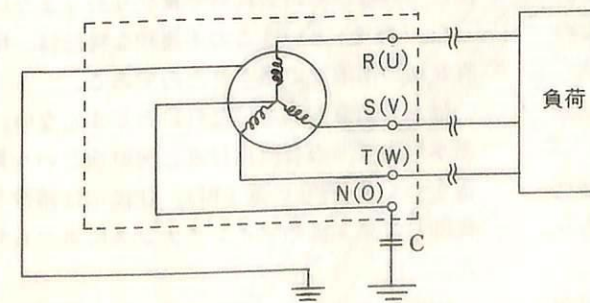 R(U)
S(V)
負荷
T(W)
N(O)
C